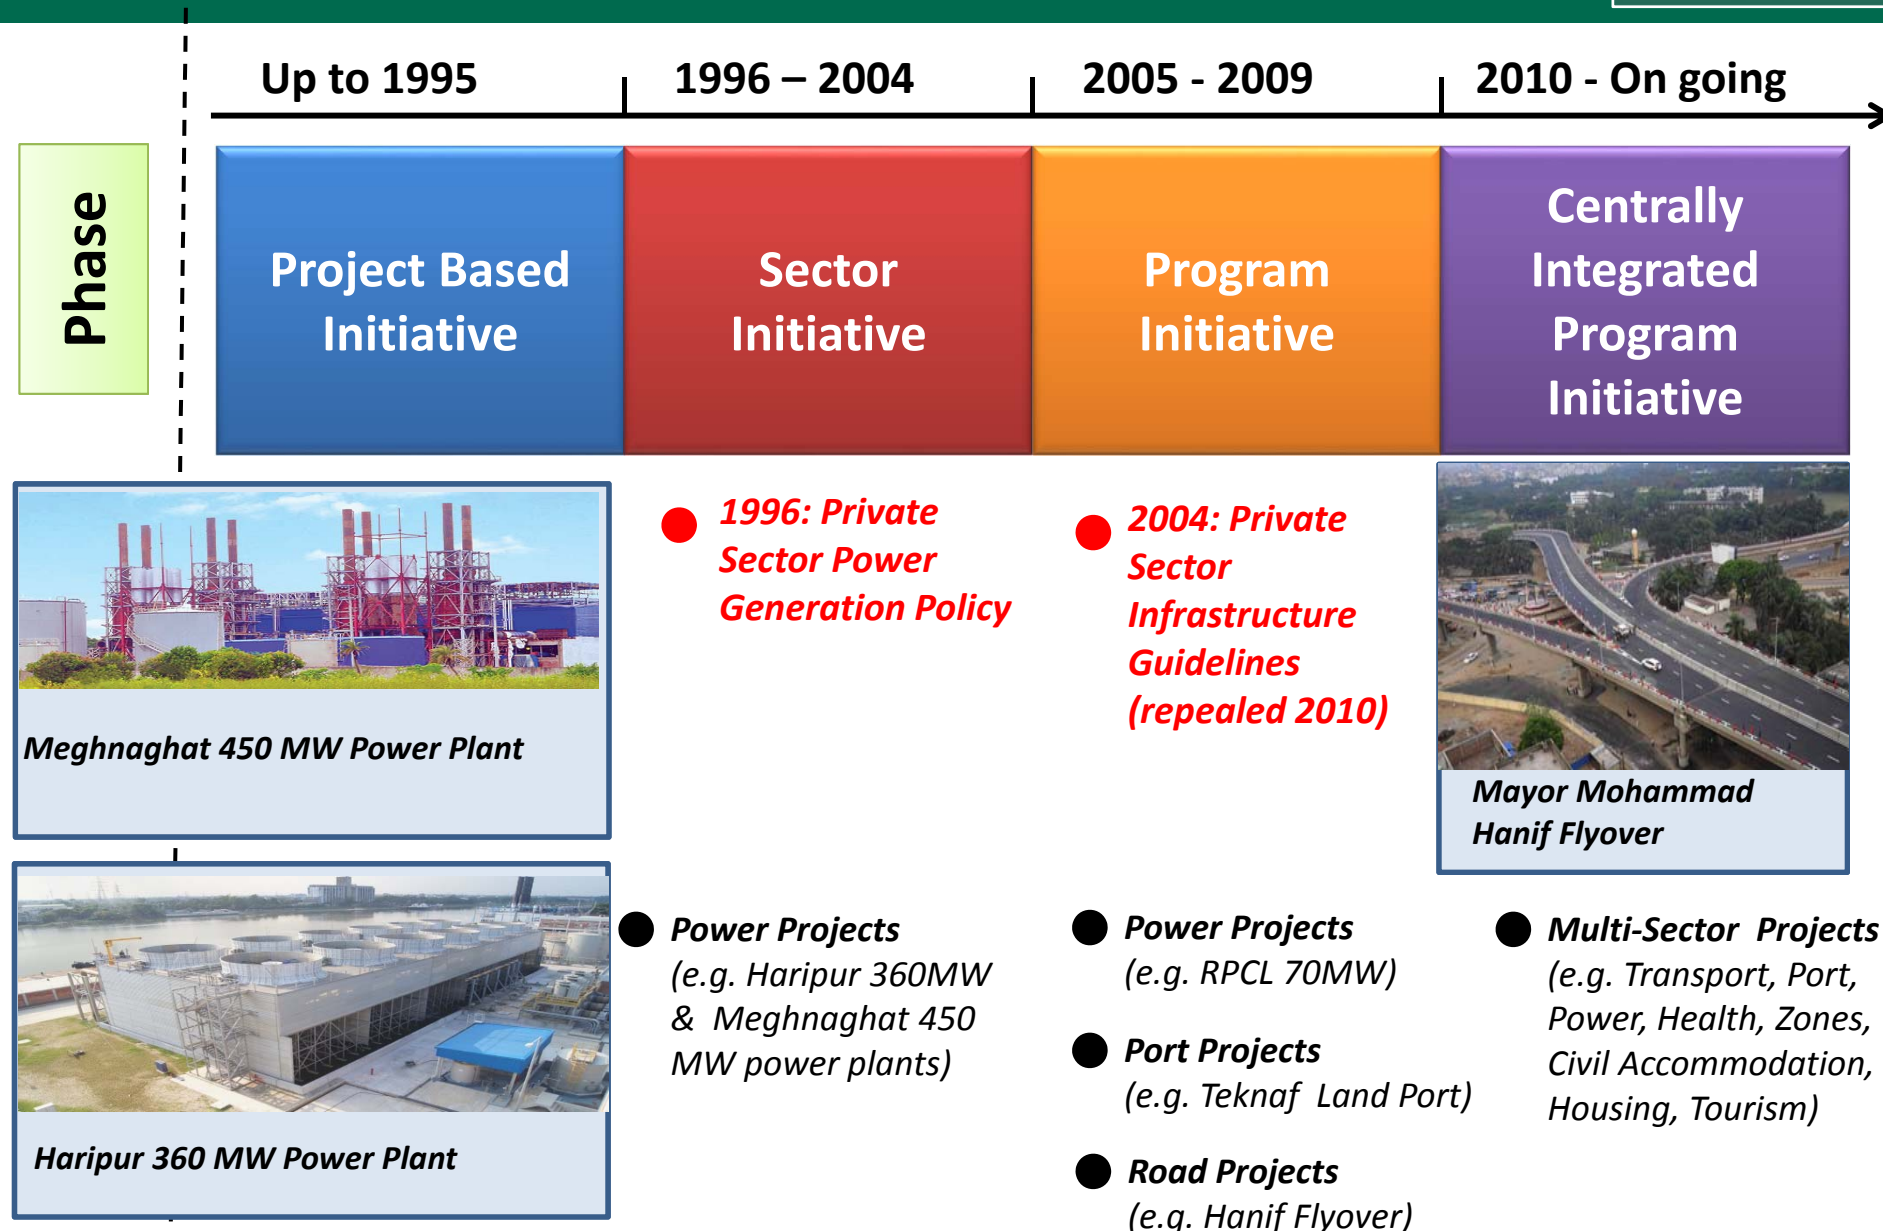 Up to 1995
1996 – 2004
2005 - 2009
2010 - On going
Phase
Project Based
Initiative
Sector
Initiative
Program
Initiative
Centrally
Integrated
Program
Initiative
Meghnaghat 450 MW Power Plant
Haripur 360 MW Power Plant
1996: Private
Sector Power
Generation Policy
Power Projects
(e.g. Haripur 360MW
& Meghnaghat 450
MW power plants)
2004: Private
Sector
Infrastructure
Guidelines
(repealed 2010)
Power Projects
(e.g. RPCL 70MW)
Port Projects
(e.g. Teknaf Land Port)
Road Projects
(e.g. Hanif Flyover)
Mayor Mohammad
Hanif Flyover
Multi-Sector Projects
(e.g. Transport, Port,
Power, Health, Zones,
Civil Accommodation,
Housing, Tourism)